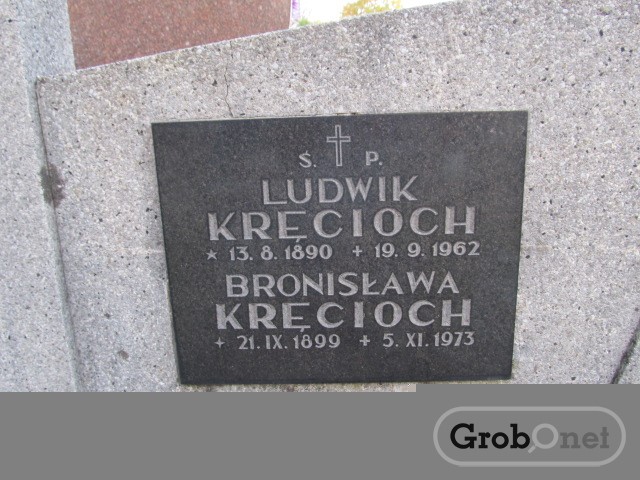 Ś. P.
LUDWIK
KRĘCIOCH
* 13. 8. 1890 + 19. 9. 1962
BRONISŁAWA
KRĘCIOCH
+ 21. IX. 1899 + 5. XI. 1973
GrobOnet